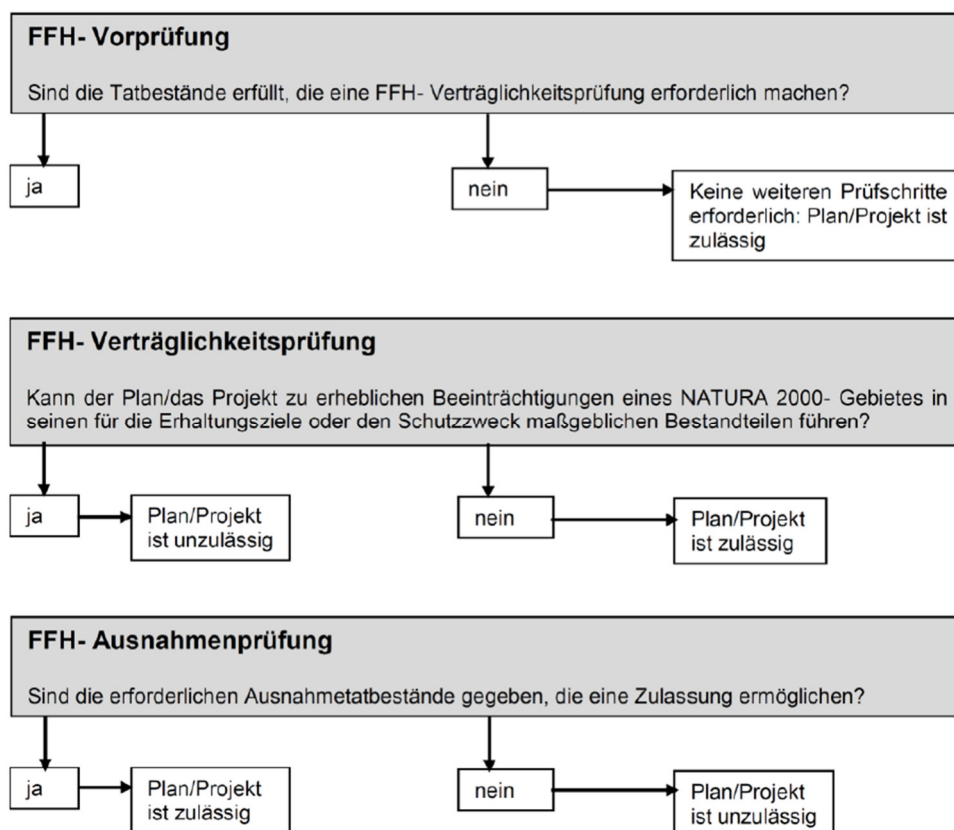 FFH- Vorprüfung
Sind die Tatbestände erfüllt, die eine FFH- Verträglichkeitsprüfung erforderlich machen?
ja
nein
Keine weiteren Prüfschritte
erforderlich: Plan/Projekt ist
zulässig
FFH- Verträglichkeitsprüfung
Kann der Plan/das Projekt zu erheblichen Beeinträchtigungen eines NATURA 2000- Gebietes in
seinen für die Erhaltungsziele oder den Schutzzweck maßgeblichen Bestandteilen führen?
ja
Plan/Projekt
ist unzulässig
nein
Plan/Projekt
ist zulässig
FFH- Ausnahmenprüfung
Sind die erforderlichen Ausnahmetatbestände gegeben, die eine Zulassung ermöglichen?
ja
Plan/Projekt
ist zulässig
nein
Plan/Projekt
ist unzulässig